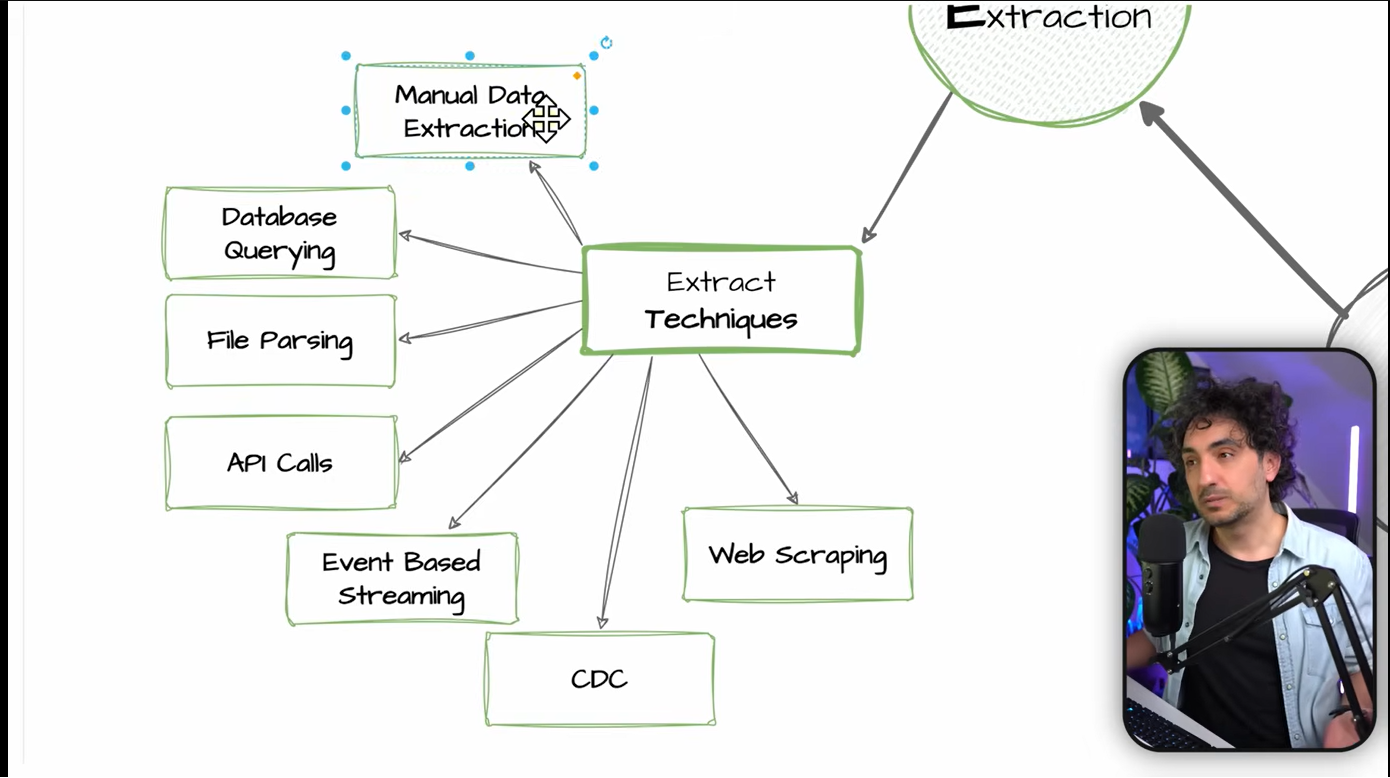 Extraction
Manual Data
Extraction
Database
Querying
File Parsing
API Calls
Event Based
Streaming
CDC
Web Scraping
Extract
Techniques